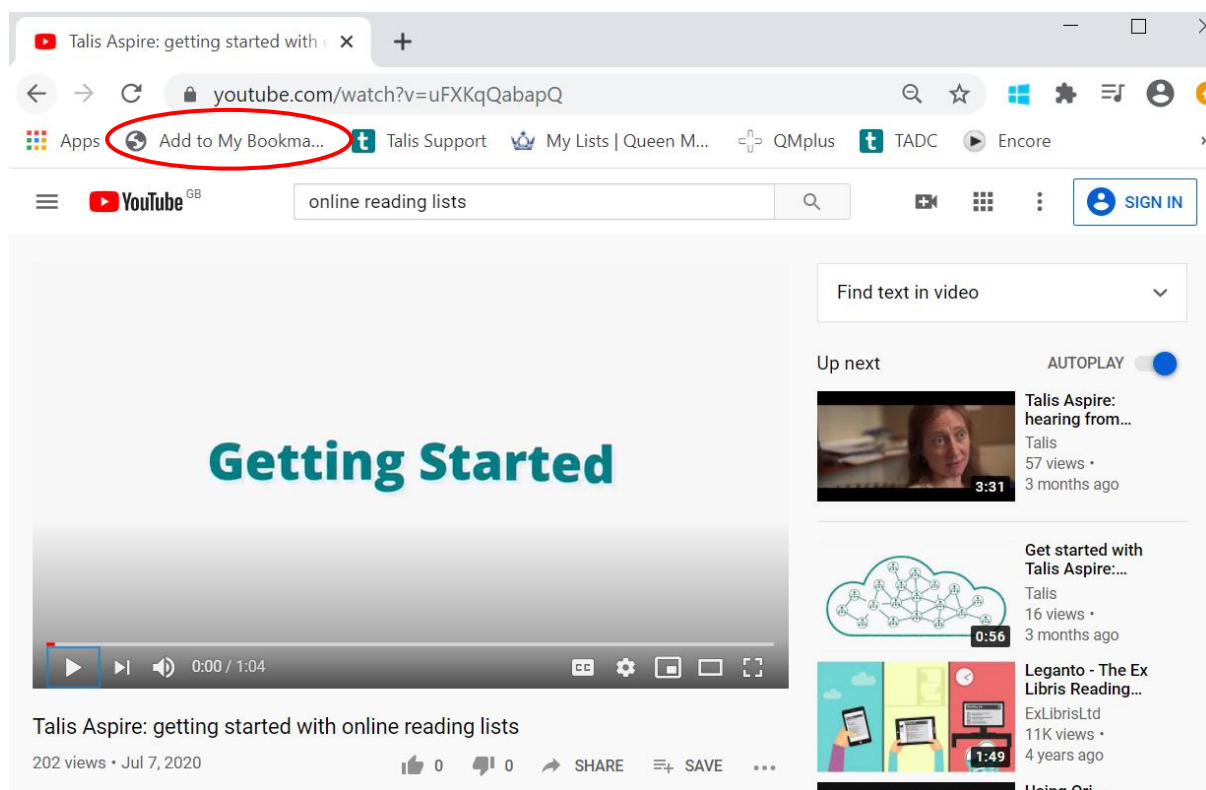 Talis Aspire: getting started with
youtube.com/watch?v=uFXKqQabapQ
Apps Add to My Bookma... t Talis Support My Lists | Queen M... QMplus t TADC Encore
YouTube GB online reading lists SIGN IN
Find text in video
Getting Started
Up next AUTOPLAY
Talis Aspire:
hearing from...
Talis
57 views •
3 months ago
3:31
Get started with
Talis Aspire:...
Talis
16 views •
3 months ago
0:56
Leganto - The Ex
Libris Reading...
ExLibrisLtd
11K views •
4 years ago
1:49
0:00 / 1:04 CC
Talis Aspire: getting started with online reading lists
202 views • Jul 7, 2020 0 0 SHARE SAVE ...